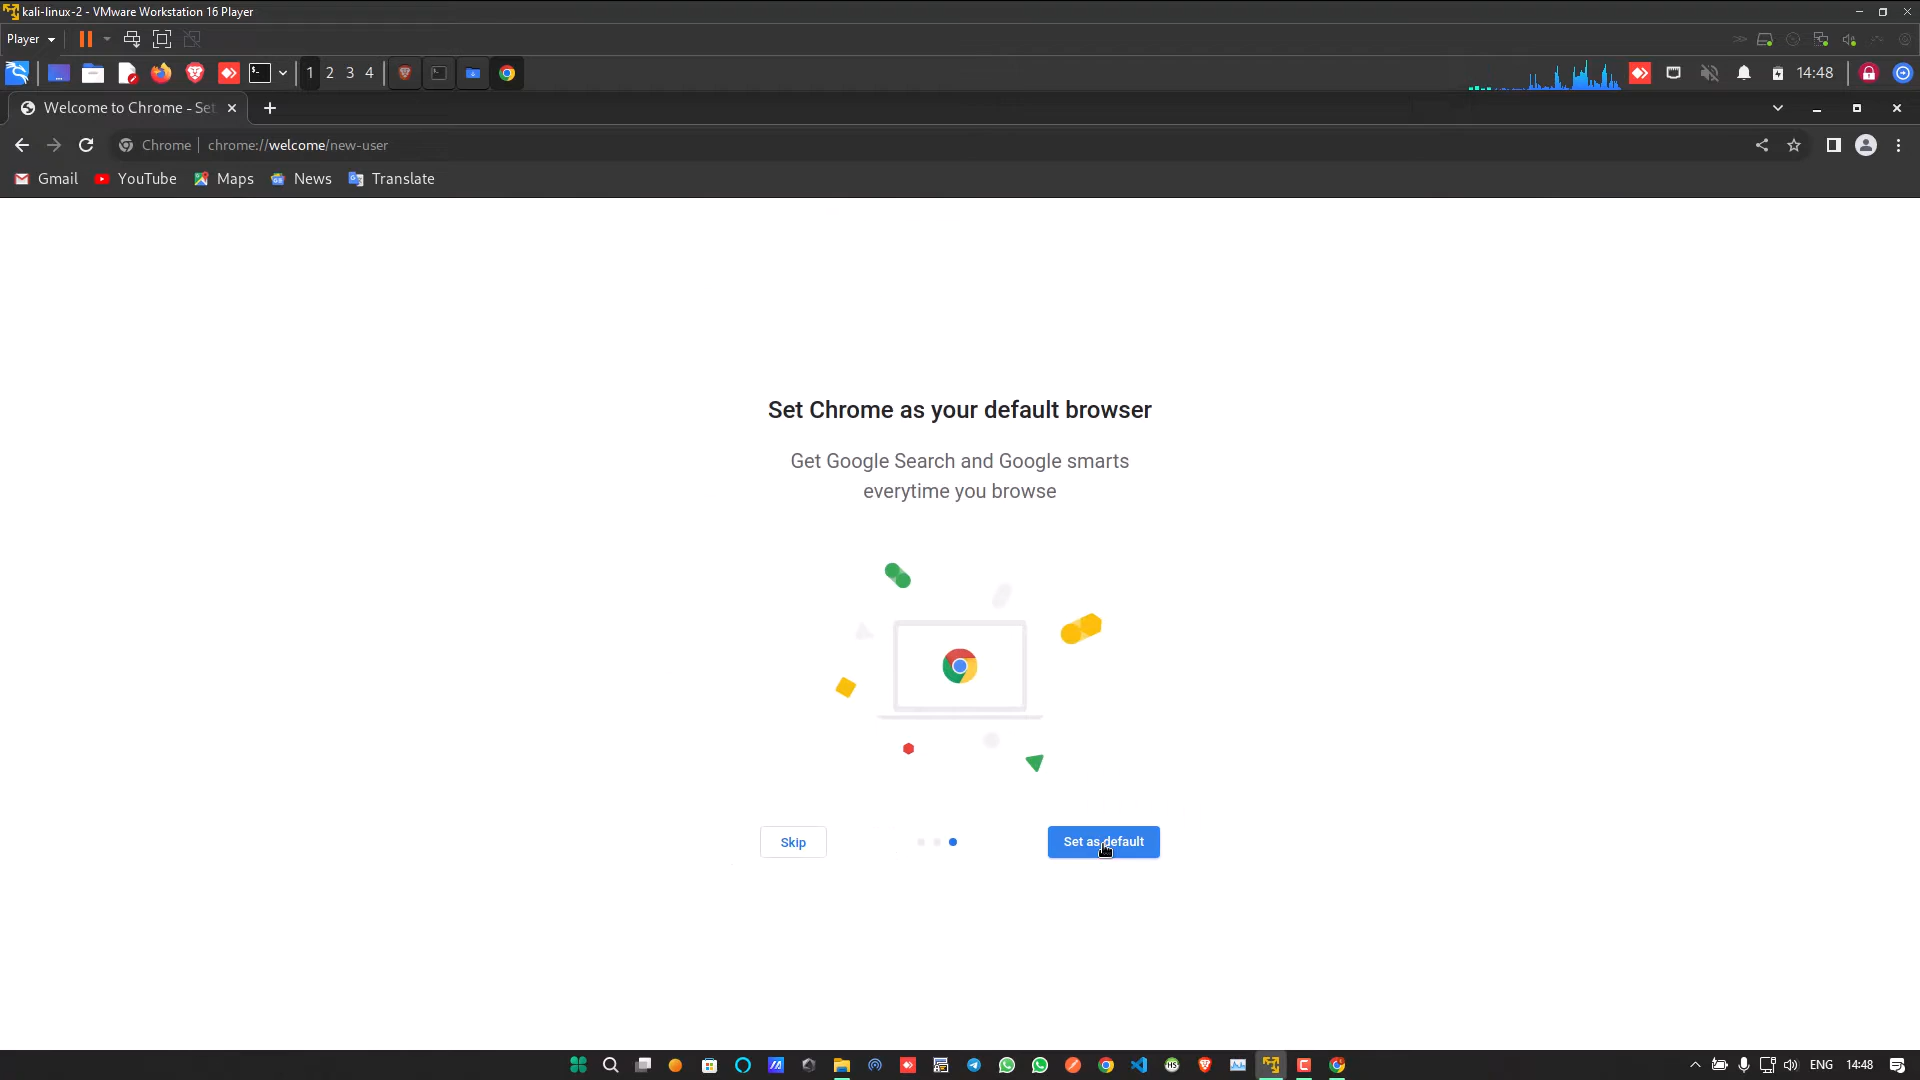 kali-linux-2 - VMware Workstation 16 Player
Player
1 2 3 4
14:48
Welcome to Chrome - Set
Chrome | chrome://welcome/new-user
Gmail YouTube Maps News Translate
Set Chrome as your default browser
Get Google Search and Google smarts
everytime you browse
Skip
Set as default
ENG 14:48